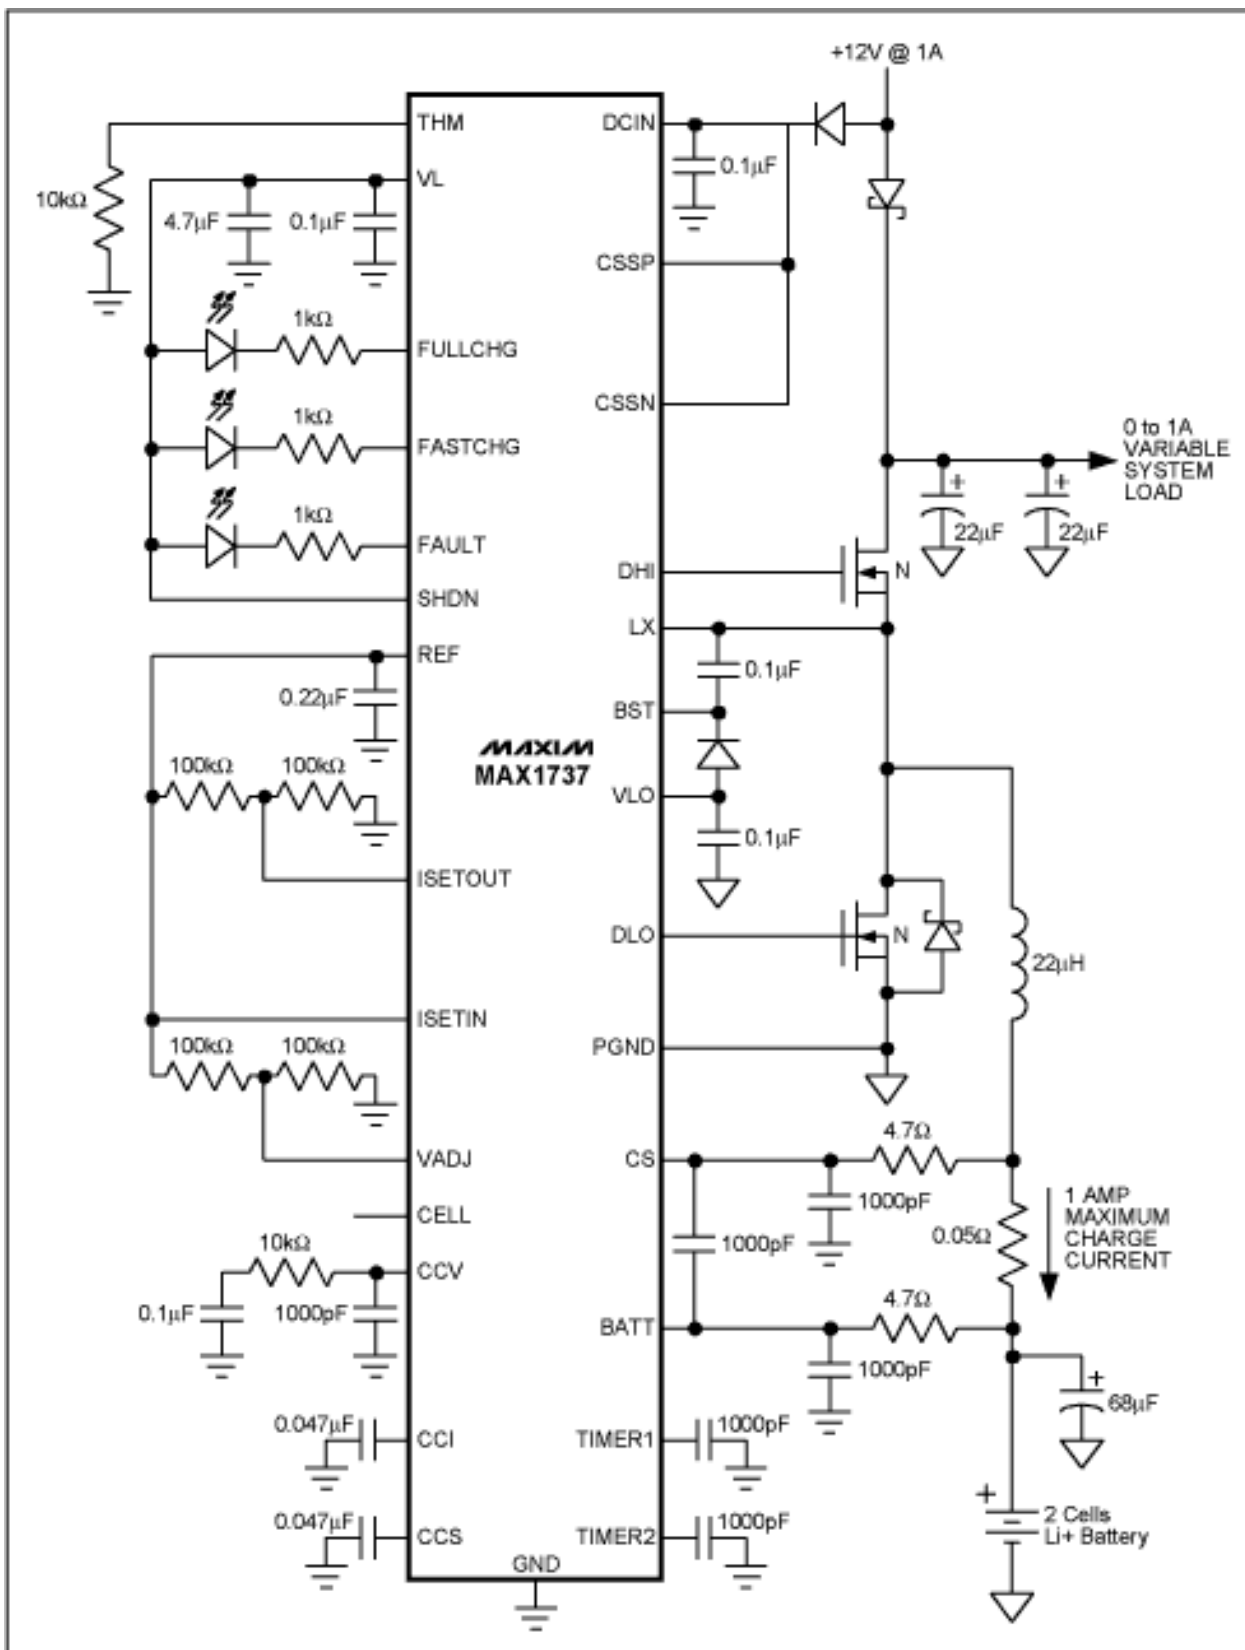 +12V @ 1A
THM
DCIN
10kΩ
VL
0.1µF
4.7µF
0.1µF
CSSP
1kΩ
FULLCHG
CSSN
1kΩ
FASTCHG
0 to 1A
VARIABLE
SYSTEM
LOAD
+
+
22µF
22µF
1kΩ
FAULT
DHI
N
SHDN
LX
REF
0.1µF
0.22µF
BST
MAXIM
MAX1737
100kΩ
100kΩ
VLO
0.1µF
ISETOUT
DLO
N
22µH
ISETIN
100kΩ
100kΩ
PGND
4.7Ω
VADJ
CS
1000pF
1 AMP
MAXIMUM
CHARGE
CURRENT
0.05Ω
CELL
10kΩ
1000pF
CCV
0.1µF
1000pF
4.7Ω
BATT
1000pF
+
68µF
0.047µF
CCI
TIMER1
1000pF
+
2 Cells
Li+ Battery
0.047µF
CCS
TIMER2
1000pF
GND